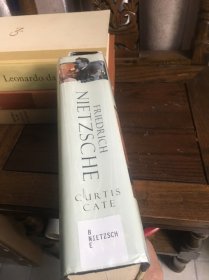 Leonardo da
FRIEDRICH
NIETZSCHE
CURTIS
CATE
B
NIETZSCH
E